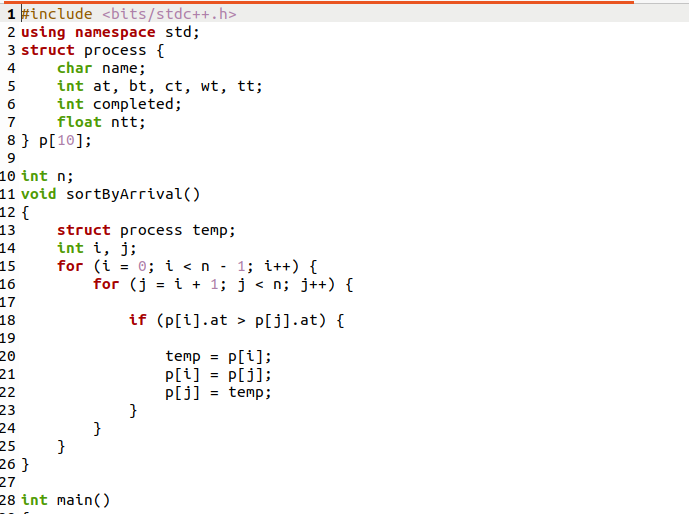 1 #include <bits/stdc++.h>
2 using namespace std;
3 struct process {
4     char name;
5     int at, bt, ct, wt, tt;
6     int completed;
7     float ntt;
8 } p[10];
9
10 int n;
11 void sortByArrival()
12 {
13     struct process temp;
14     int i, j;
15     for (i = 0; i < n - 1; i++) {
16         for (j = i + 1; j < n; j++) {
17
18             if (p[i].at > p[j].at) {
19
20                 temp = p[i];
21                 p[i] = p[j];
22                 p[j] = temp;
23             }
24         }
25     }
26 }
27
28 int main()